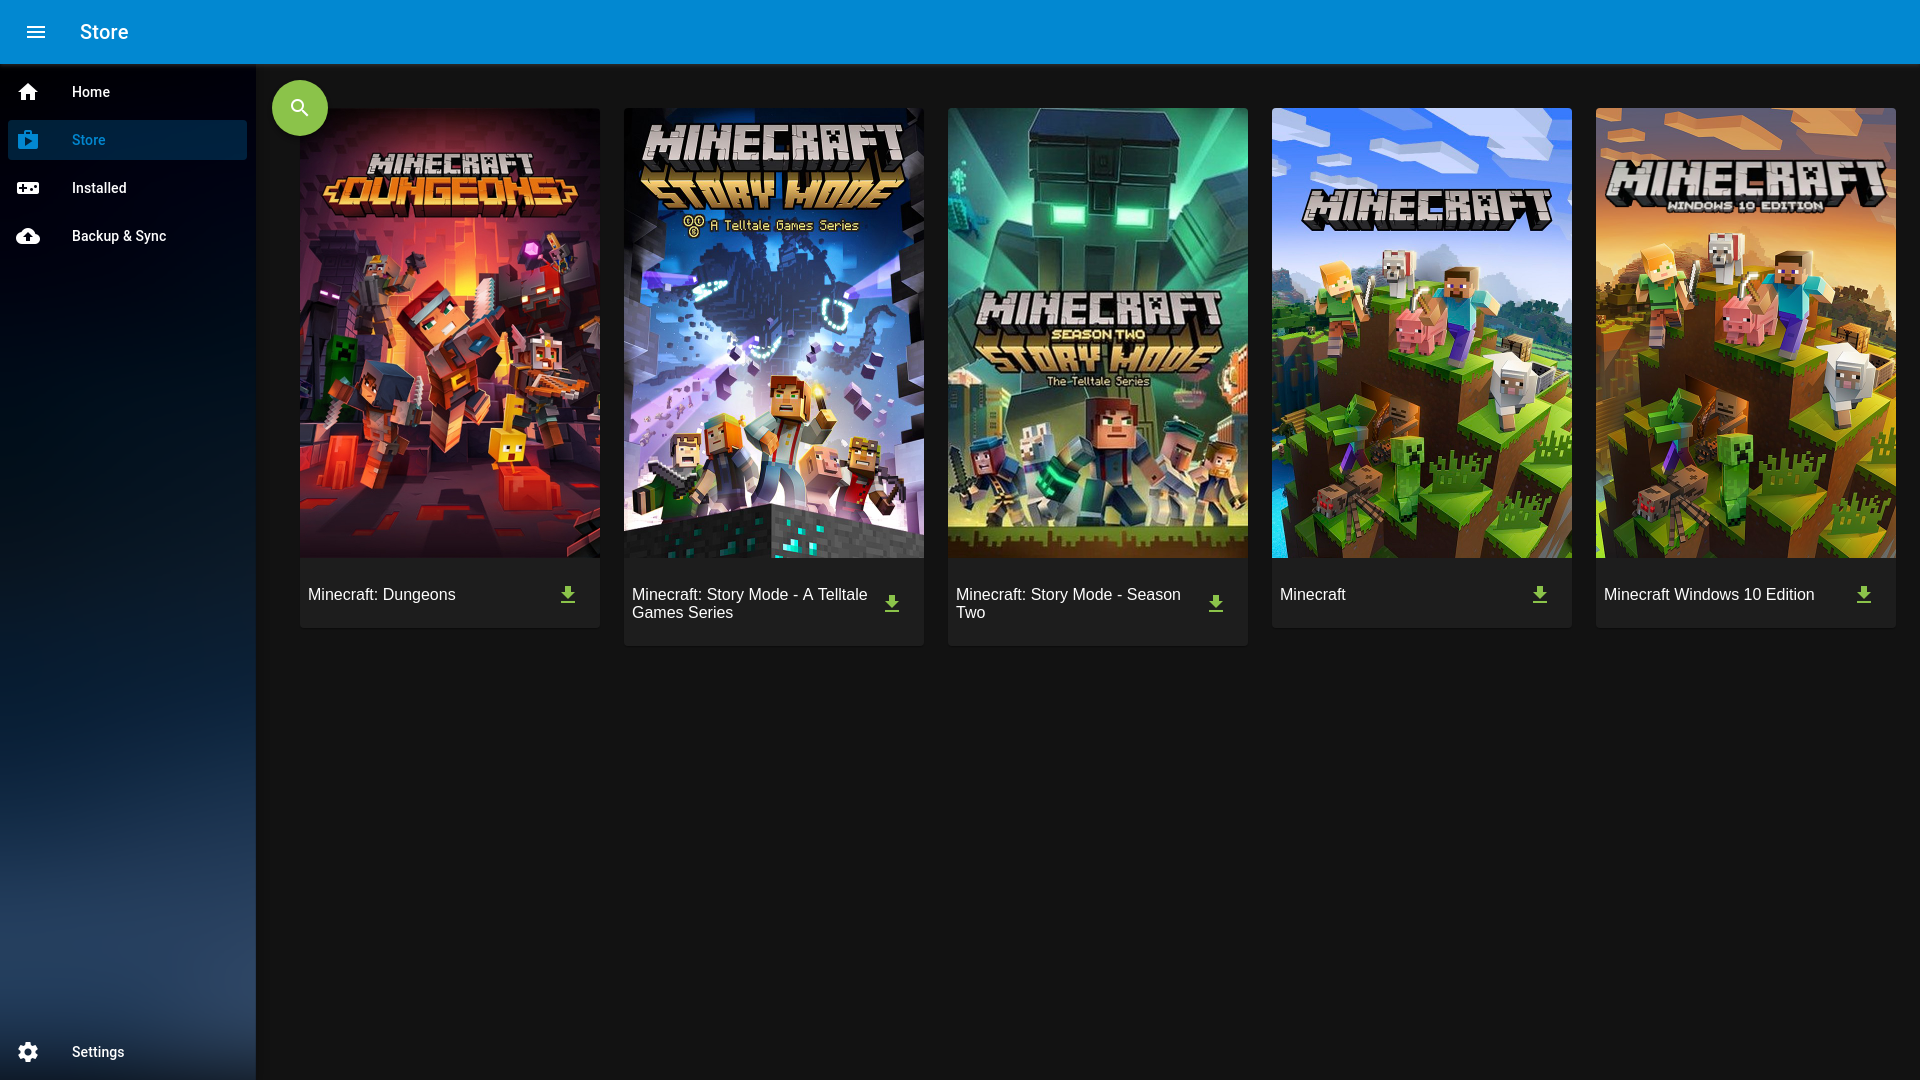 Store
Home
Store
Installed
Backup & Sync
Settings
MINECRAFT
DUNGEONS
Minecraft: Dungeons
MINECRAFT
STORY MODE
A Telltale Games Series
Minecraft: Story Mode - A Telltale
Games Series
MINECRAFT
SEASON TWO
STORY MODE
The Telltale Series
Minecraft: Story Mode - Season
Two
MINECRAFT
Minecraft
MINECRAFT
WINDOWS 10 EDITION
Minecraft Windows 10 Edition